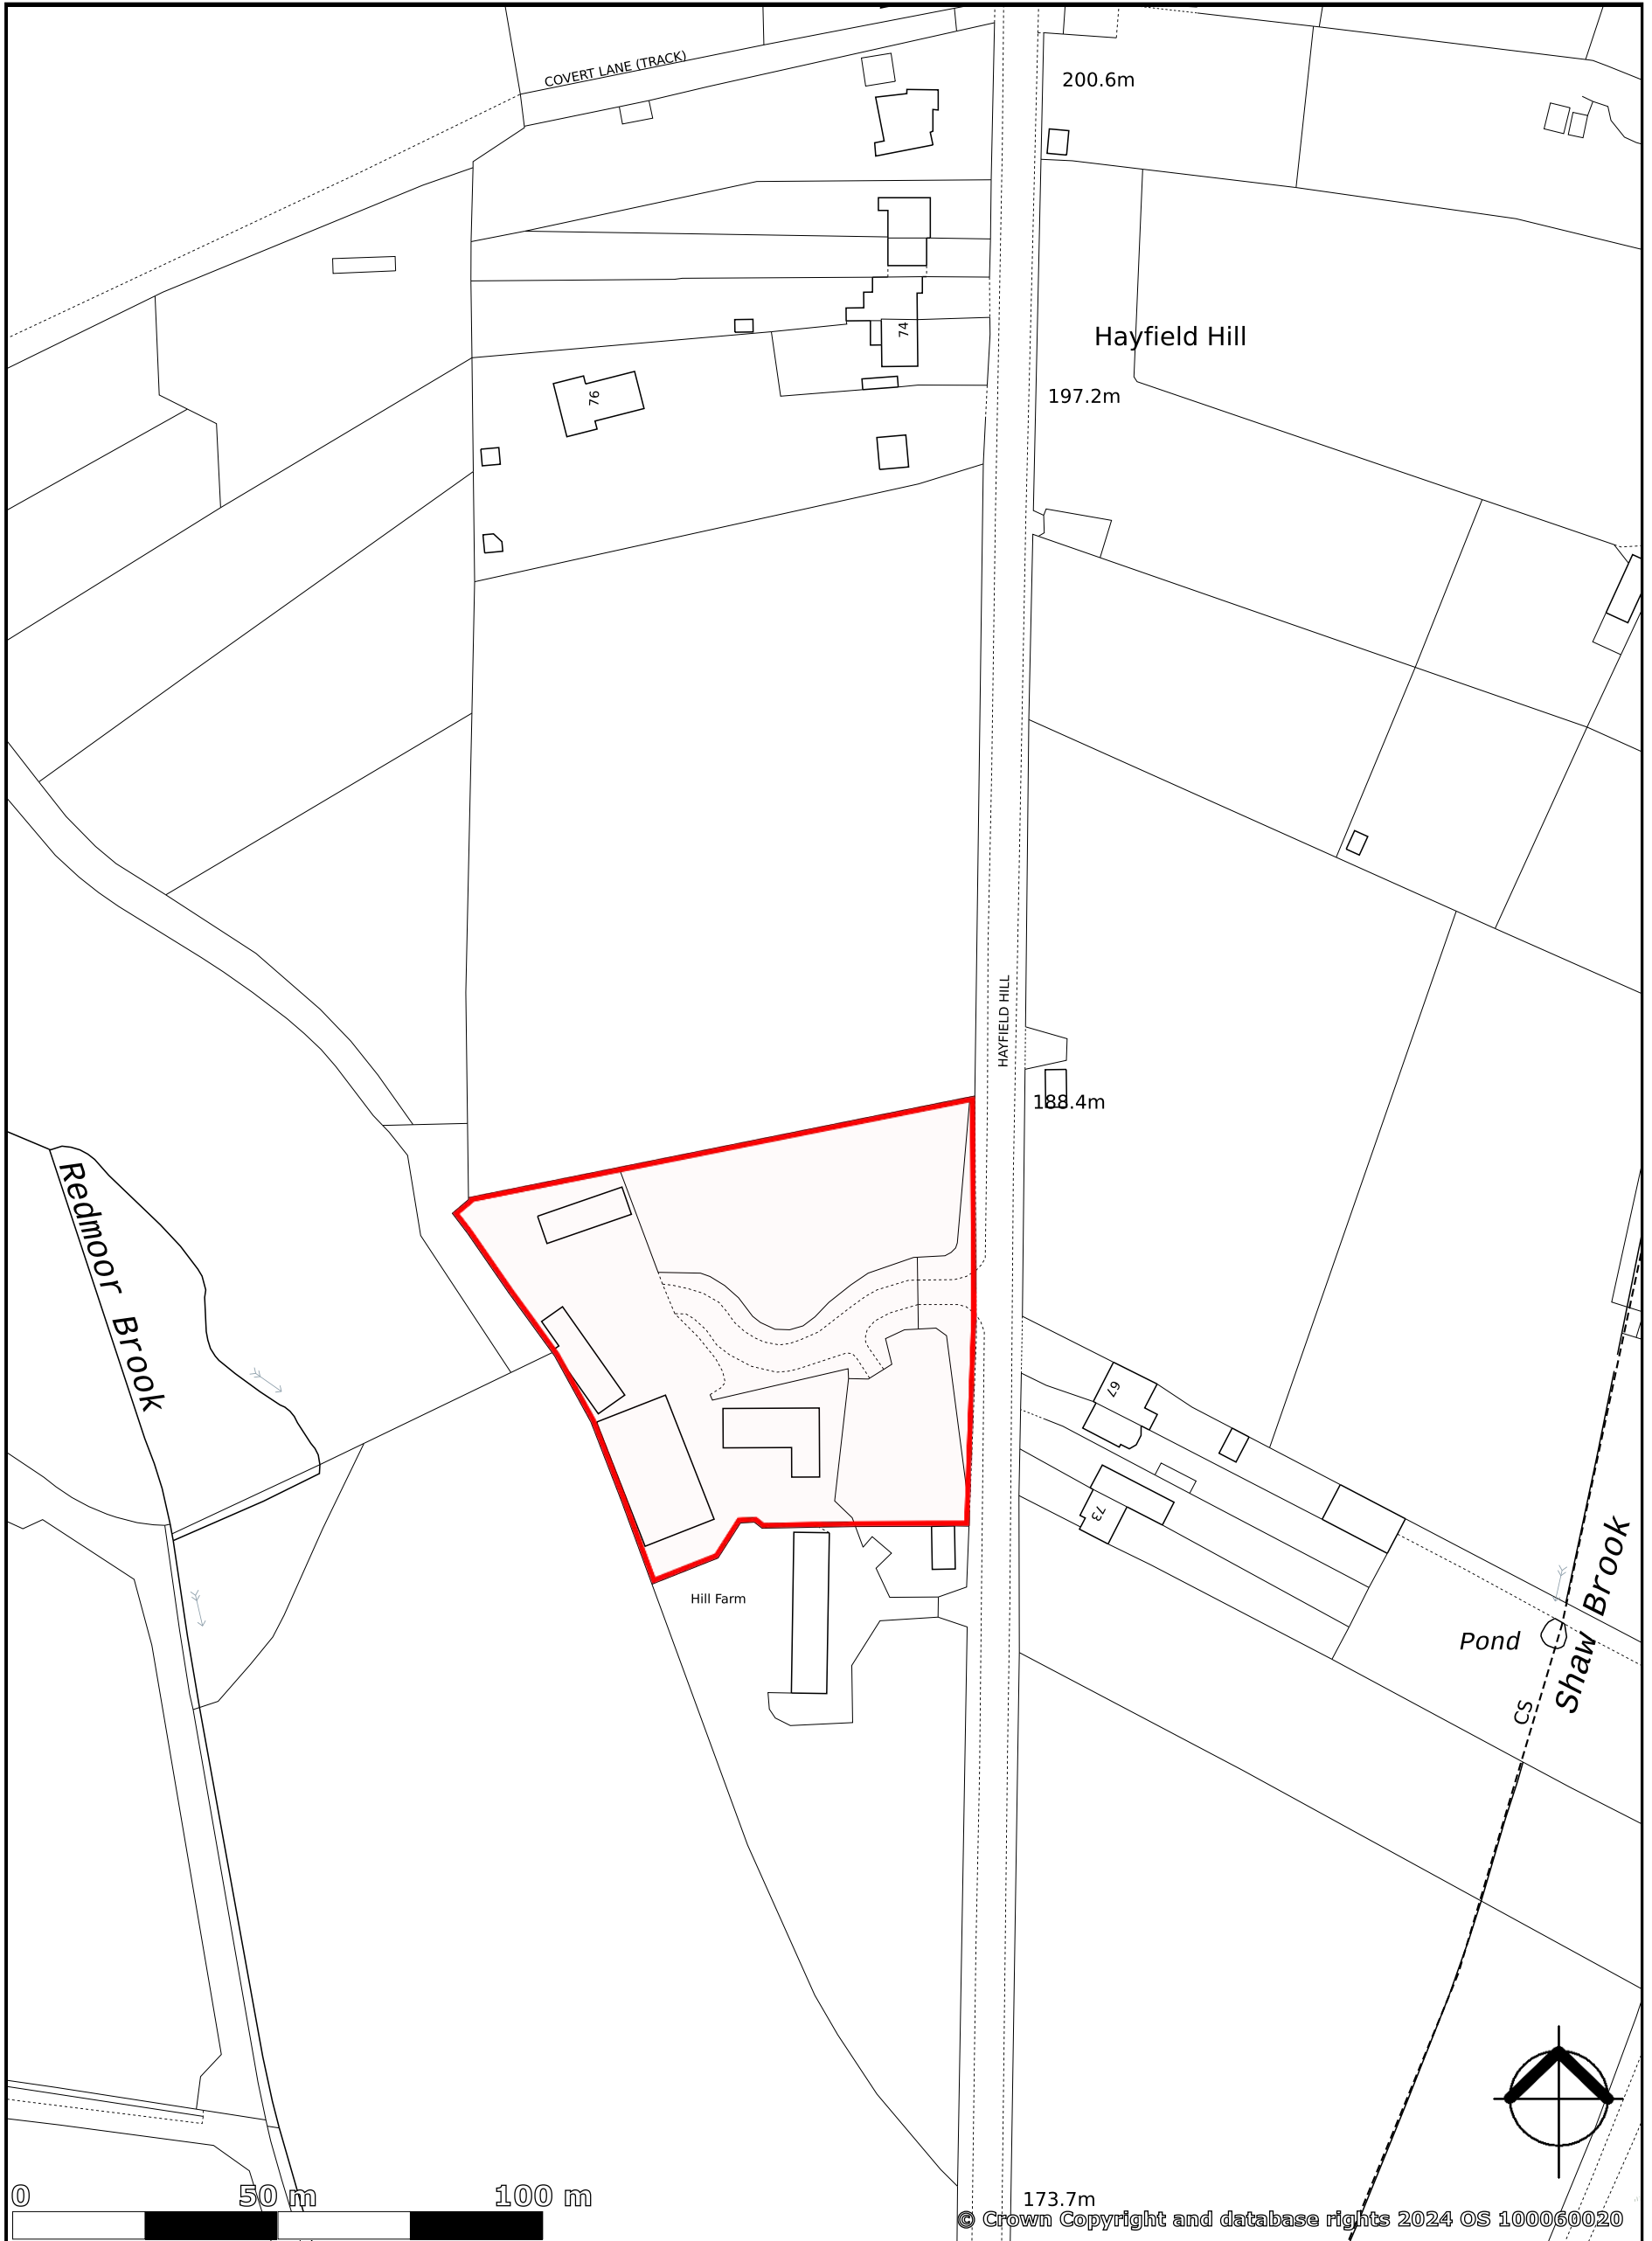 COVERT LANE (TRACK)
200.6m
Hayfield Hill
74
197.2m
76
HAYFIELD HILL
188.4m
Redmoor Brook
67
73
Hill Farm
Pond
Shaw Brook
CS
173.7m
0 50 m 100 m
© Crown Copyright and database rights 2024 OS 100060020